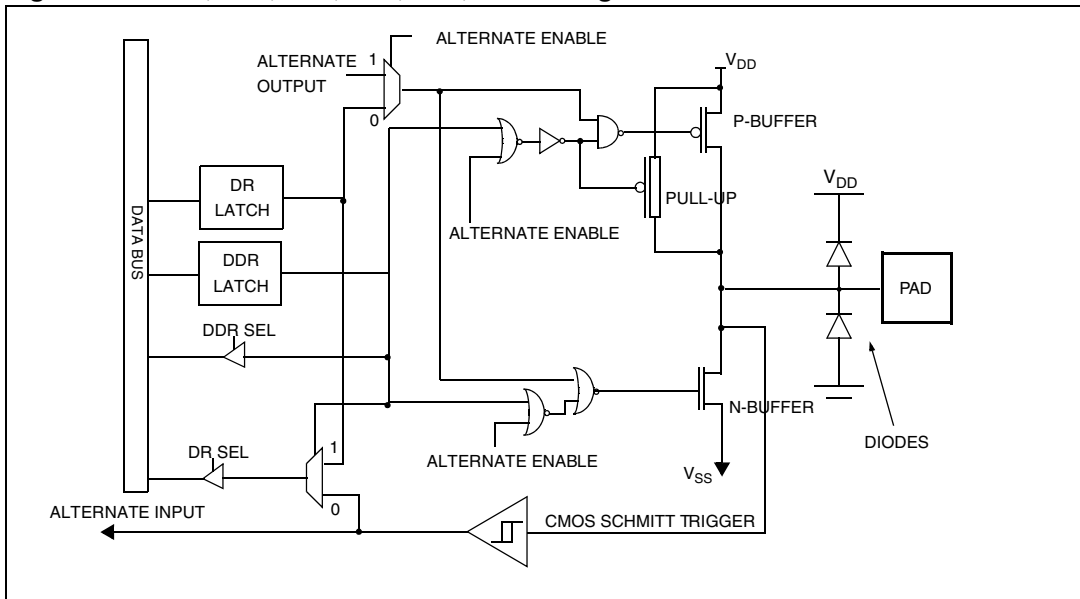 ALTERNATE ENABLE
ALTERNATE
OUTPUT
1
0
VDD
P-BUFFER
VDD
DR
LATCH
PULL-UP
DATA BUS
ALTERNATE ENABLE
DDR
LATCH
PAD
DDR SEL
N-BUFFER
DIODES
DR SEL
1
ALTERNATE ENABLE
VSS
0
ALTERNATE INPUT
CMOS SCHMITT TRIGGER